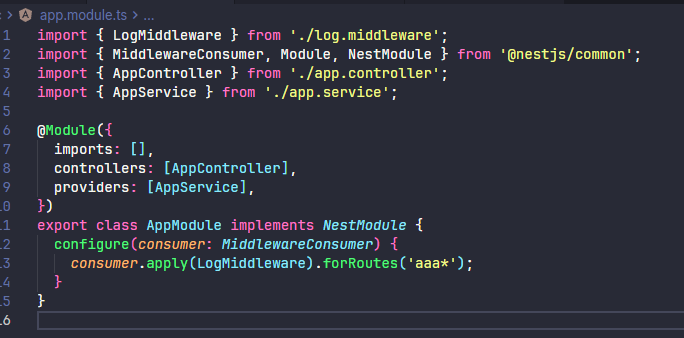 app.module.ts > ...
1 import { LogMiddleware } from './log.middleware';
2 import { MiddlewareConsumer, Module, NestModule } from '@nestjs/common';
3 import { AppController } from './app.controller';
4 import { AppService } from './app.service';
5
6 @Module({
7   imports: [],
8   controllers: [AppController],
9   providers: [AppService],
10 })
11 export class AppModule implements NestModule {
12   configure(consumer: MiddlewareConsumer) {
13     consumer.apply(LogMiddleware).forRoutes('aaa*');
14   }
15 }
16